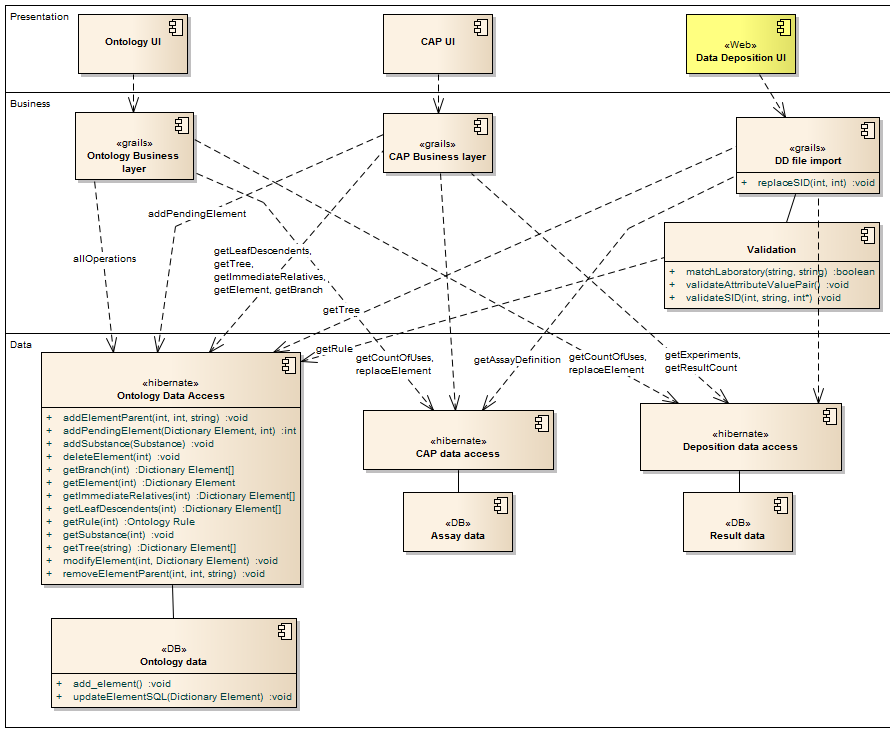 Presentation
Ontology UI
CAP UI
«Web»
Data Deposition UI
Business
«grails»
Ontology Business
layer
«grails»
CAP Business layer
«grails»
DD file import
+ replaceSID(int, int) :void
Validation
+ matchLaboratory(string, string) :boolean
+ validateAttributeValuePair() :void
+ validateSID(int, string, int*) :void
addPendingElement
allOperations
getLeafDescendents,
getTree,
getImmediateRelatives,
getElement, getBranch
getTree
getRule
Data
getCountOfUses,
replaceElement
getAssayDefinition
getCountOfUses,
replaceElement
getExperiments,
getResultCount
«hibernate»
Ontology Data Access
+ addElementParent(int, int, string) :void
+ addPendingElement(Dictionary Element, int) :int
+ addSubstance(Substance) :void
+ deleteElement(int) :void
+ getBranch(int) :Dictionary Element[]
+ getElement(int) :Dictionary Element
+ getImmediateRelatives(int) :Dictionary Element[]
+ getLeafDescendents(int) :Dictionary Element[]
+ getRule(int) :Ontology Rule
+ getSubstance(int) :void
+ getTree(string) :Dictionary Element[]
+ modifyElement(int, Dictionary Element) :void
+ removeElementParent(int, int, string) :void
«hibernate»
CAP data access
«hibernate»
Deposition data access
«DB»
Assay data
«DB»
Result data
«DB»
Ontology data
+ add_element() :void
+ updateElementSQL(Dictionary Element) :void